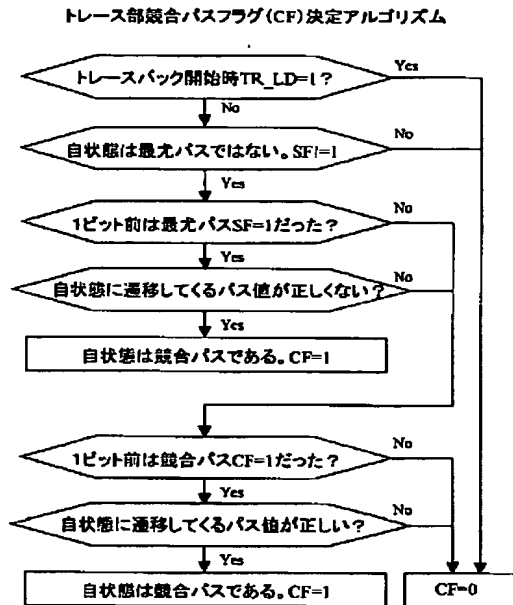 トレース部競合パスフラグ(CF)決定アルゴリズム
トレースバック開始時TR_LD=1?
Yes
No
自状態は最尤パスではない。SF!=1
No
Yes
1ビット前は最尤パスSF=1だった?
No
Yes
自状態に遷移してくるパス値が正しくない?
No
Yes
自状態は競合パスである。CF=1
1ビット前は競合パスCF=1だった?
No
Yes
自状態に遷移してくるパス値が正しい?
No
Yes
自状態は競合パスである。CF=1
CF=0